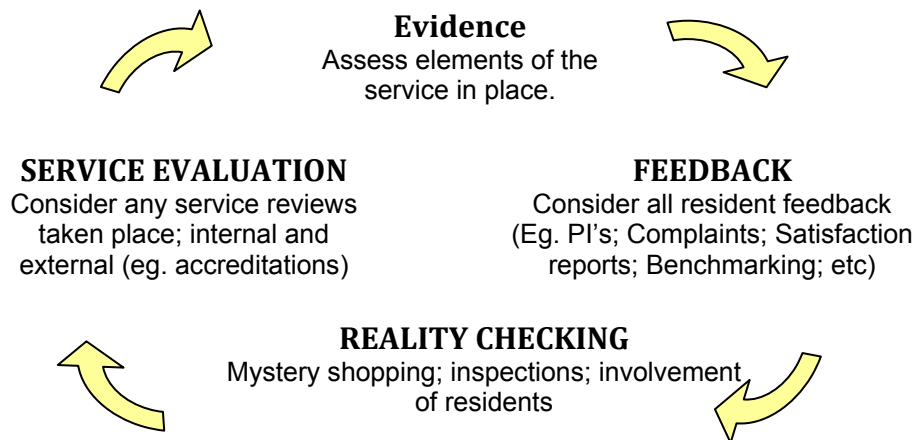 Evidence
Assess elements of the
service in place.
SERVICE EVALUATION
Consider any service reviews
taken place; internal and
external (eg. accreditations)
FEEDBACK
Consider all resident feedback
(Eg. PI's; Complaints; Satisfaction
reports; Benchmarking; etc)
REALITY CHECKING
Mystery shopping; inspections; involvement
of residents